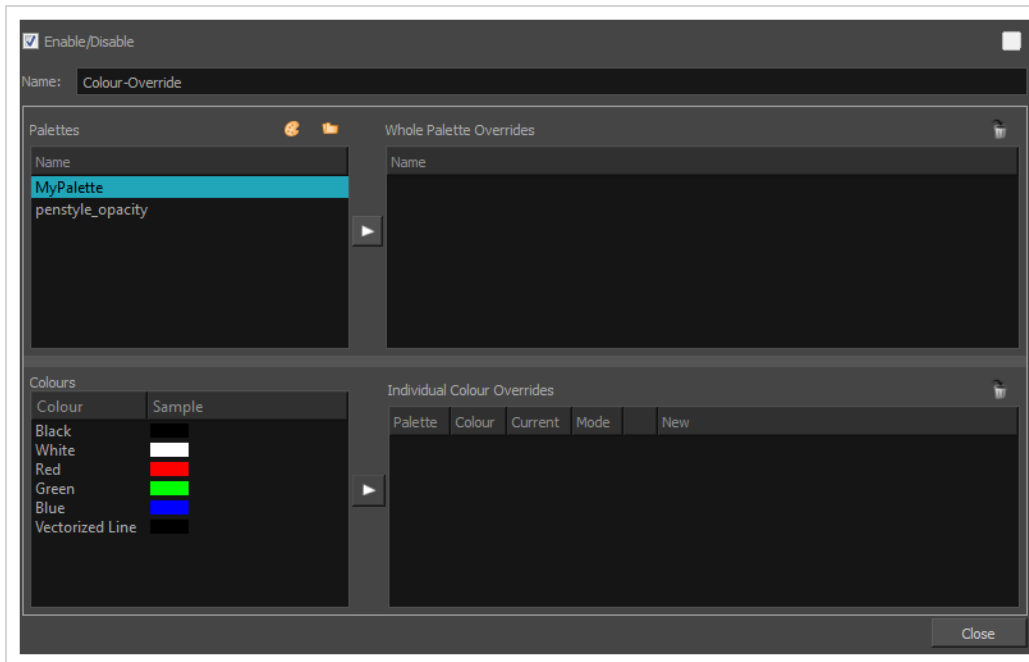 Enable/Disable
Name: Colour-Override
Palettes
Whole Palette Overrides
Name
Name
MyPalette
penstyle_opacity
Colours
Individual Colour Overrides
Colour Sample
Palette Colour Current Mode New
Black
White
Red
Green
Blue
Vectorized Line
Close